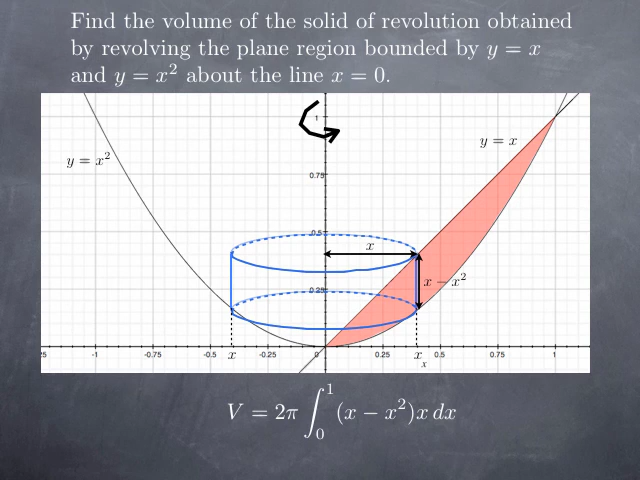 Find the volume of the solid of revolution obtained
by revolving the plane region bounded by y = x
and y = x² about the line x = 0.
1
y = x
y = x²
0.75
0.5
x
0.25
x − x²
25 -1 -0.75 -0.5 -0.25 0 0.25 0.5 0.75 1
x x
x
V = 2π ∫₀¹ (x − x²)x dx